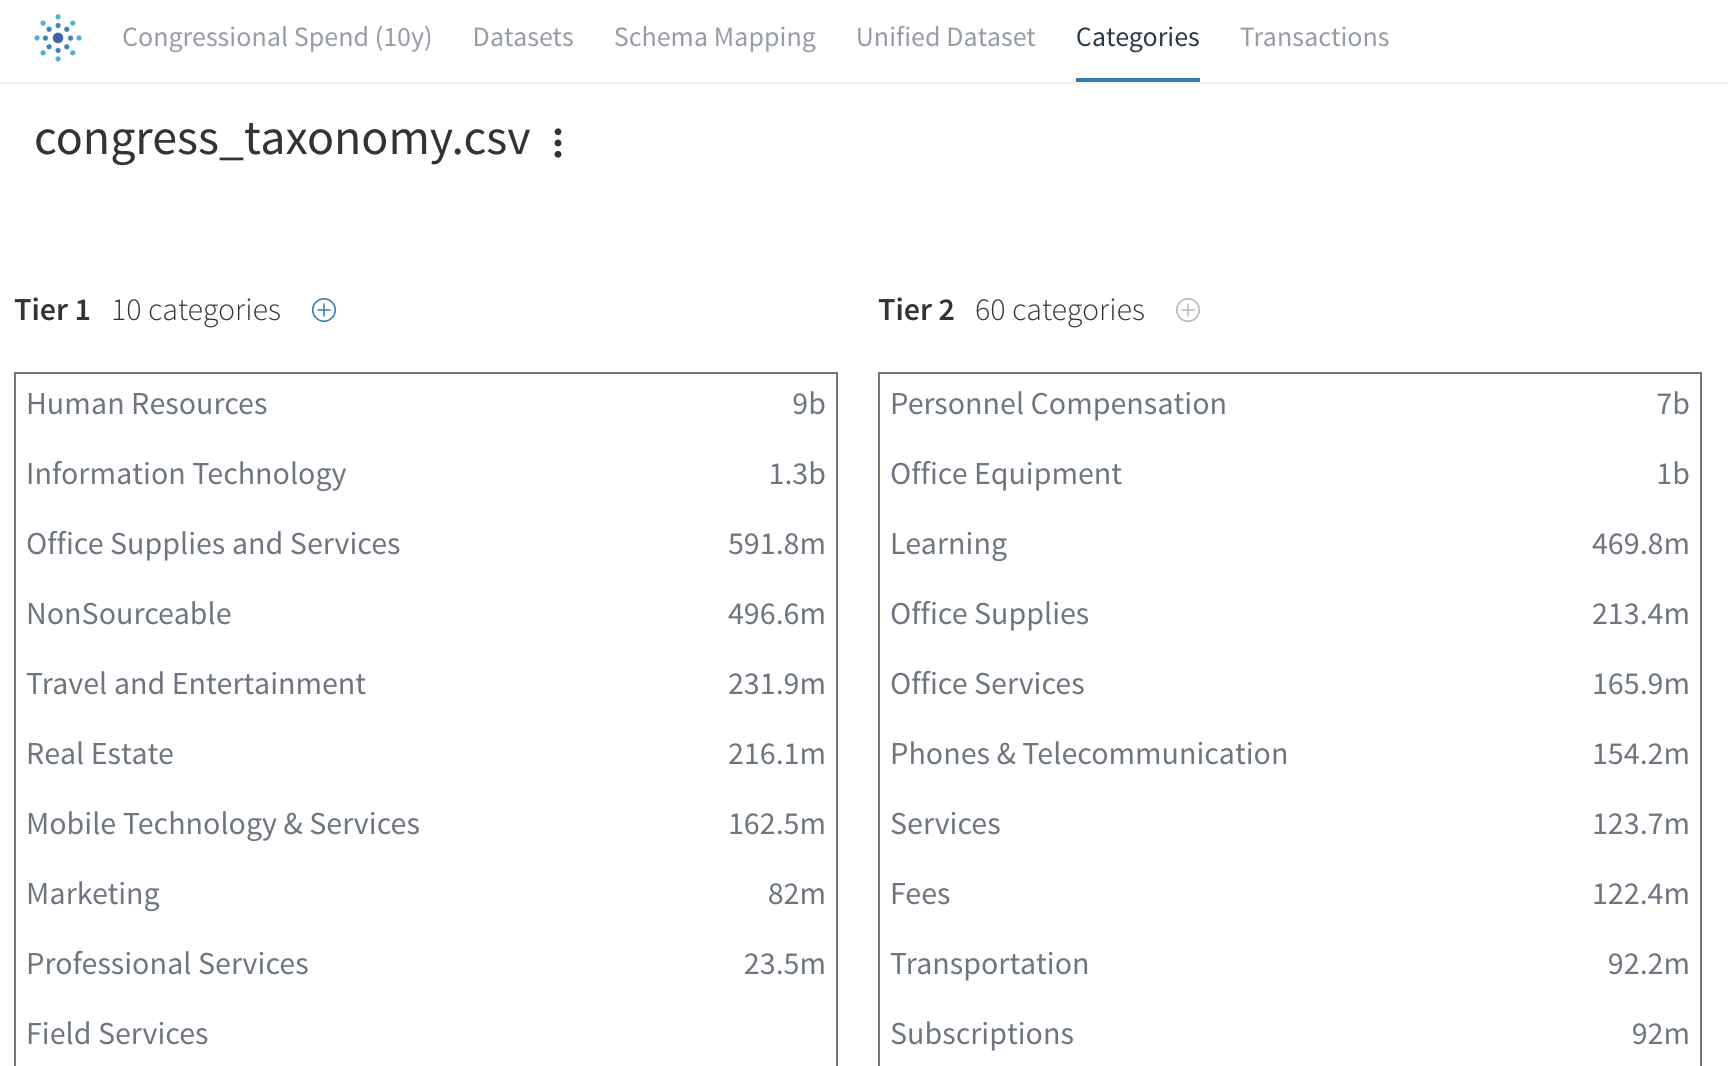 Congressional Spend (10y) Datasets Schema Mapping Unified Dataset Categories Transactions
congress_taxonomy.csv
Tier 1 10 categories
Human Resources 9b
Information Technology 1.3b
Office Supplies and Services 591.8m
NonSourceable 496.6m
Travel and Entertainment 231.9m
Real Estate 216.1m
Mobile Technology & Services 162.5m
Marketing 82m
Professional Services 23.5m
Field Services
Tier 2 60 categories
Personnel Compensation 7b
Office Equipment 1b
Learning 469.8m
Office Supplies 213.4m
Office Services 165.9m
Phones & Telecommunication 154.2m
Services 123.7m
Fees 122.4m
Transportation 92.2m
Subscriptions 92m